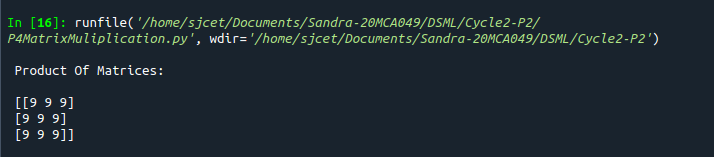 In [16]: runfile('/home/sjcet/Documents/Sandra-20MCA049/DSML/Cycle2-P2/
P4MatrixMuliplication.py', wdir='/home/sjcet/Documents/Sandra-20MCA049/DSML/Cycle2-P2')
Product Of Matrices:
[[9 9 9]
[9 9 9]
[9 9 9]]